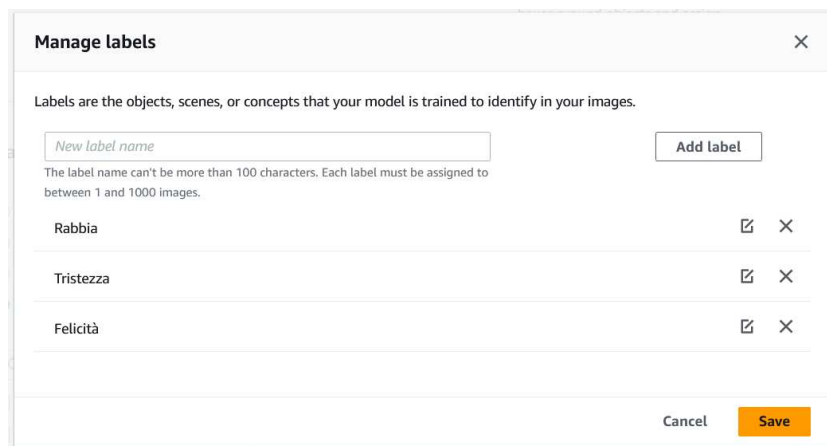 Manage labels
Labels are the objects, scenes, or concepts that your model is trained to identify in your images.
New label name
Add label
The label name can't be more than 100 characters. Each label must be assigned to
between 1 and 1000 images.
Rabbia
Tristezza
Felicità
Cancel
Save